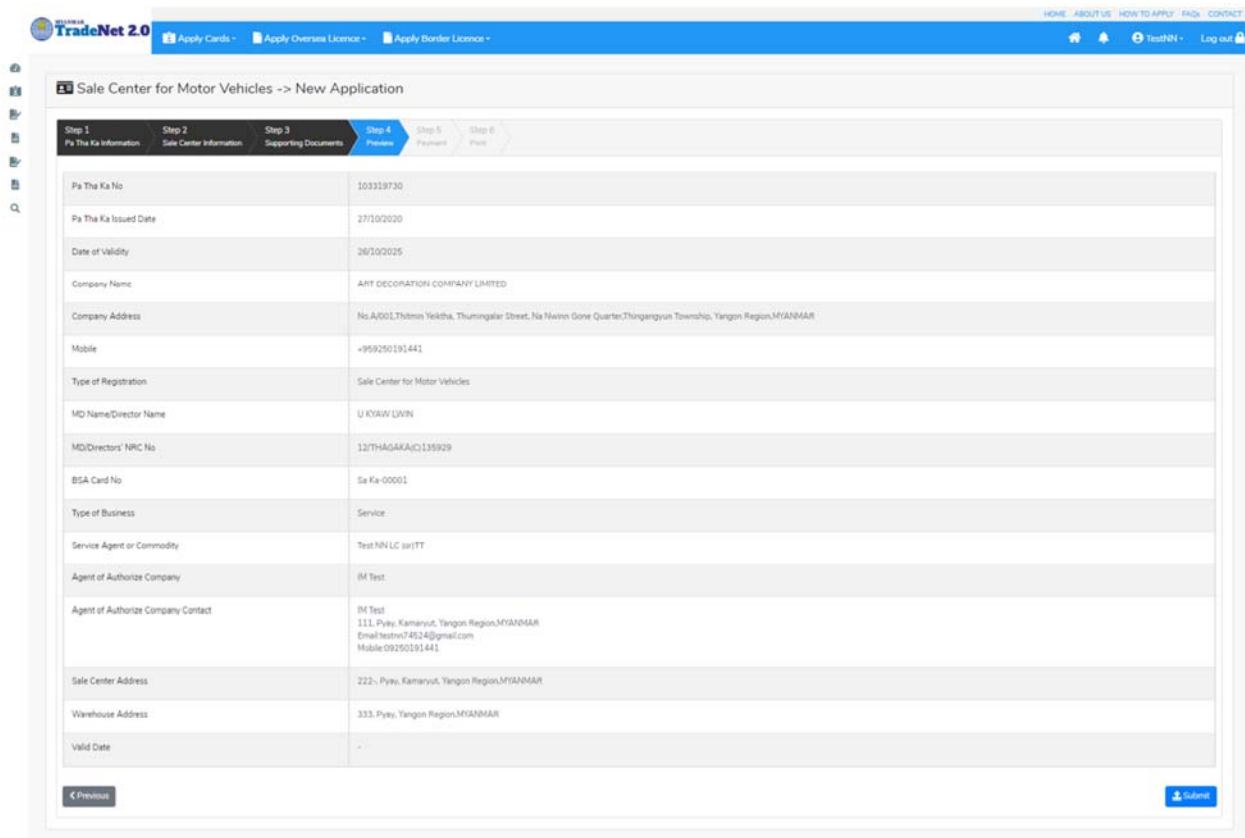 HOME ABOUT US HOW TO APPLY FAQs CONTACT
MYANMAR
TradeNet 2.0
Apply Cards
Apply Oversea Licence
Apply Border Licence
TestNN
Log out
Sale Center for Motor Vehicles -> New Application
Step 1 Step 2 Step 3 Step 4 Step 5 Step 6
Pa Tha Ka Information Sale Center Information Supporting Documents Preview Payment Print
Pa Tha Ka No 103319730
Pa Tha Ka Issued Date 27/10/2020
Date of Validity 26/10/2025
Company Name ART DECORATION COMPANY LIMITED
Company Address No.A/001,Thitmin Yeiktha, Thumingalar Street, Na Nwinn Gone Quarter,Thingangyun Township, Yangon Region,MYANMAR
Mobile +959250191441
Type of Registration Sale Center for Motor Vehicles
MD Name/Director Name U KYAW LWIN
MD/Directors' NRC No 12/THAGAKA(C)135929
BSA Card No Sa Ka-00001
Type of Business Service
Service Agent or Commodity Test NN LC (or)TT
Agent of Authorize Company IM Test
Agent of Authorize Company Contact IM Test
111, Pyay, Kamaryut, Yangon Region,MYANMAR
Email:testnn74524@gmail.com
Mobile:09250191441
Sale Center Address 222-, Pyay, Kamaryut, Yangon Region,MYANMAR
Warehouse Address 333, Pyay, Yangon Region,MYANMAR
Valid Date -
Previous Submit